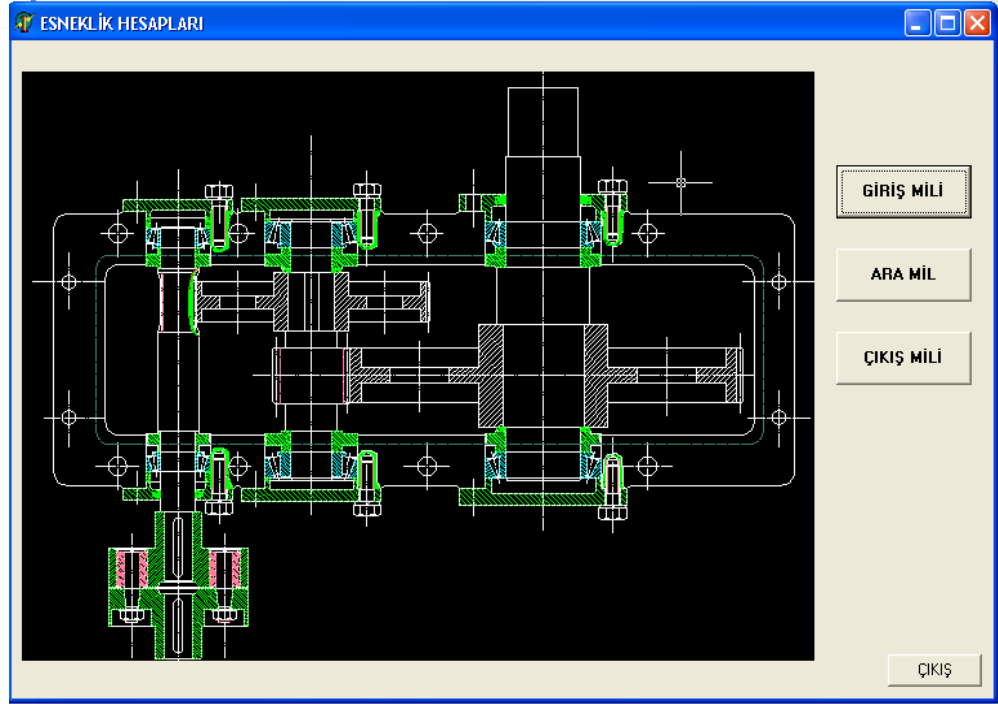 ESNEKLİK HESAPLARI
GİRİŞ MİLİ
ARA MİL
ÇIKIŞ MİLİ
ÇIKIŞ